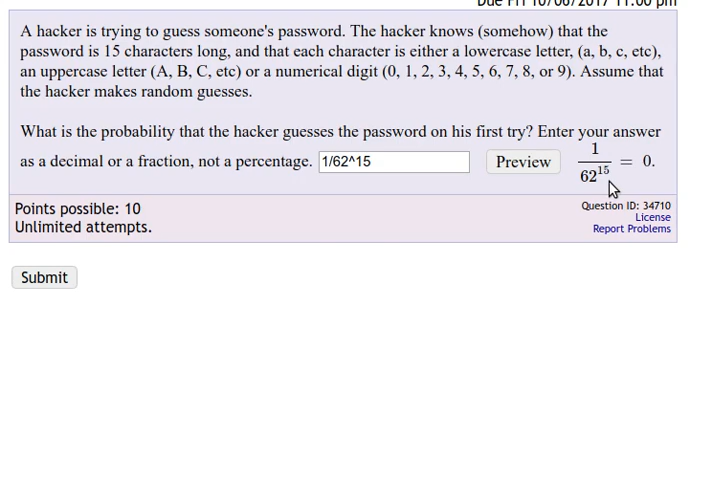 Due Fri 10/06/2017 11:00 pm
A hacker is trying to guess someone's password. The hacker knows (somehow) that the
password is 15 characters long, and that each character is either a lowercase letter, (a, b, c, etc),
an uppercase letter (A, B, C, etc) or a numerical digit (0, 1, 2, 3, 4, 5, 6, 7, 8, or 9). Assume that
the hacker makes random guesses.
What is the probability that the hacker guesses the password on his first try? Enter your answer
as a decimal or a fraction, not a percentage. 1/62^15 Preview 1/62¹⁵ = 0.
Points possible: 10
Unlimited attempts.
Question ID: 34710
License
Report Problems
Submit